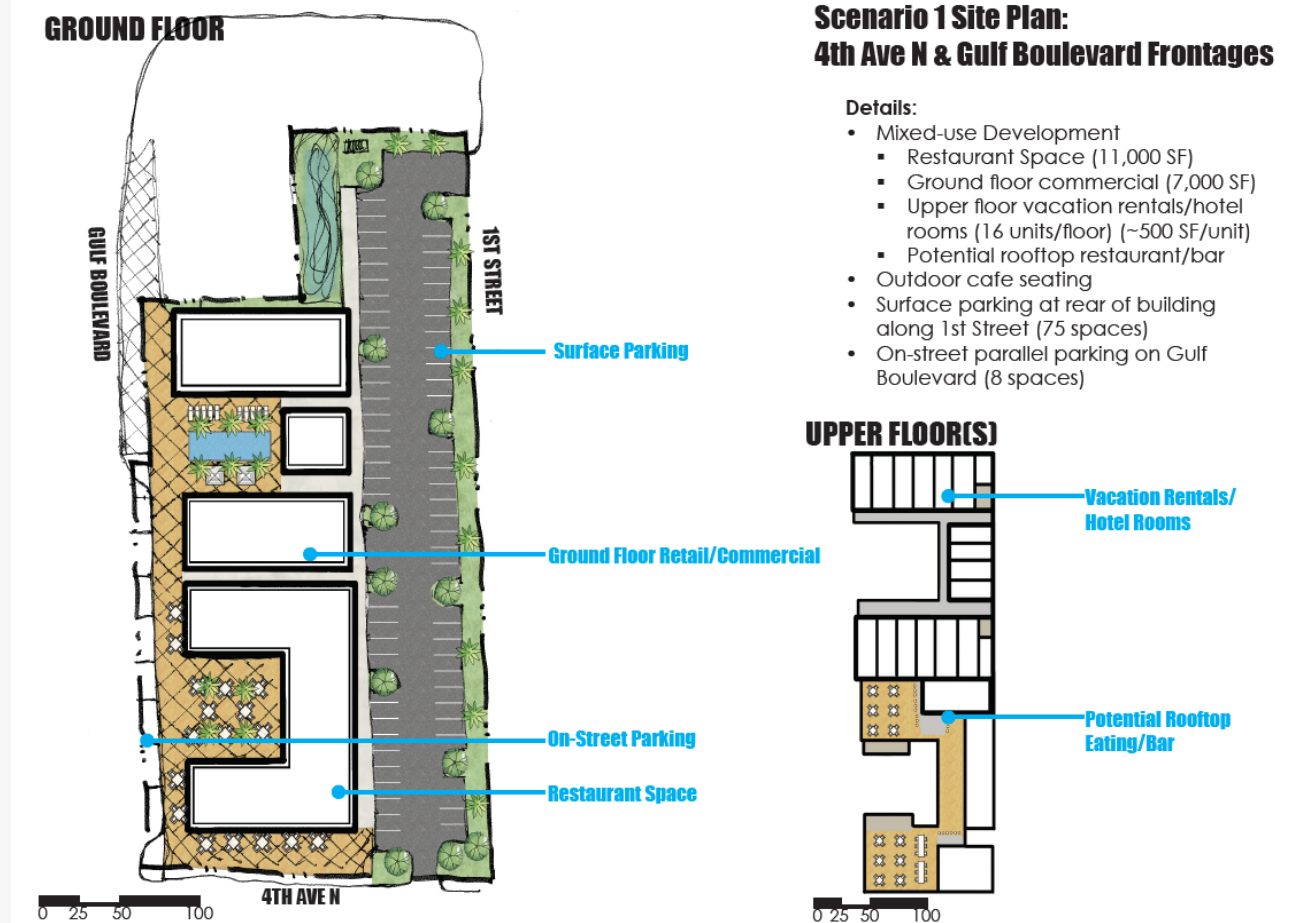 GROUND FLOOR
Scenario 1 Site Plan:
4th Ave N & Gulf Boulevard Frontages
Details:
• Mixed-use Development
▪ Restaurant Space (11,000 SF)
▪ Ground floor commercial (7,000 SF)
▪ Upper floor vacation rentals/hotel
rooms (16 units/floor) (~500 SF/unit)
▪ Potential rooftop restaurant/bar
• Outdoor cafe seating
• Surface parking at rear of building
along 1st Street (75 spaces)
• On-street parallel parking on Gulf
Boulevard (8 spaces)
GULF BOULEVARD
1ST STREET
Surface Parking
Ground Floor Retail/Commercial
On-Street Parking
Restaurant Space
4TH AVE N
0 25 50 100
UPPER FLOOR(S)
Vacation Rentals/
Hotel Rooms
Potential Rooftop
Eating/Bar
0 25 50 100